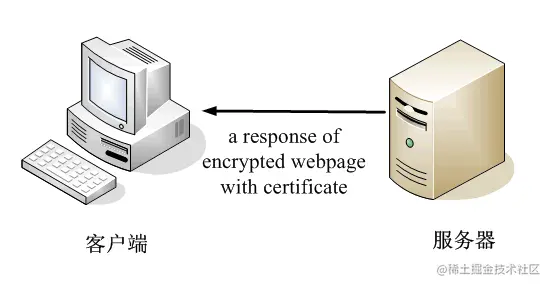 a response of
encrypted webpage
with certificate
客户端
服务器
@稀土掘金技术社区